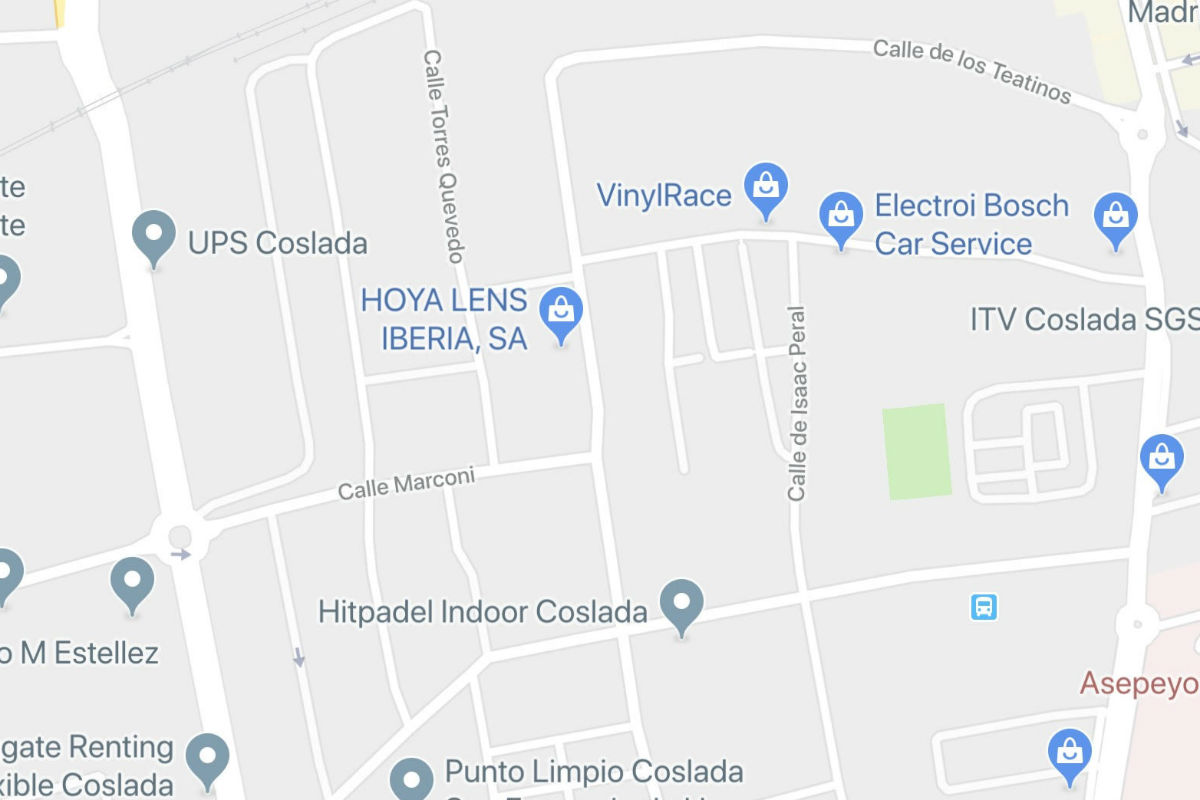 Madr
Calle de los Teatinos
Calle Torres Quevedo
te
te
VinylRace
Electroi Bosch
Car Service
UPS Coslada
HOYA LENS
IBERIA, SA
ITV Coslada SGS
Calle de Isaac Peral
Calle Marconi
Hitpadel Indoor Coslada
o M Estellez
Asepeyo
gate Renting
xible Coslada
Punto Limpio Coslada